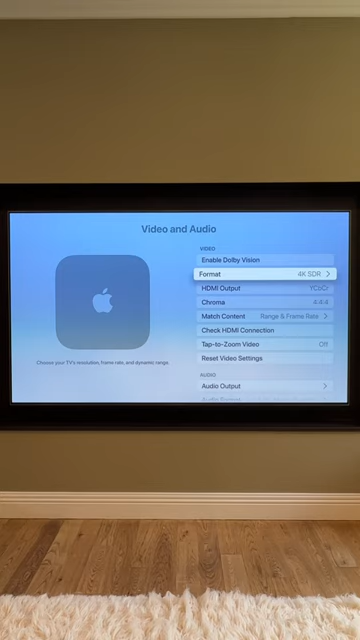 Video and Audio
VIDEO
Enable Dolby Vision
Format 4K SDR
HDMI Output YCbCr
Chroma 4:4:4
Match Content Range & Frame Rate
Check HDMI Connection
Tap-to-Zoom Video Off
Reset Video Settings
Choose your TV's resolution, frame rate, and dynamic range.
AUDIO
Audio Output
Audio Format